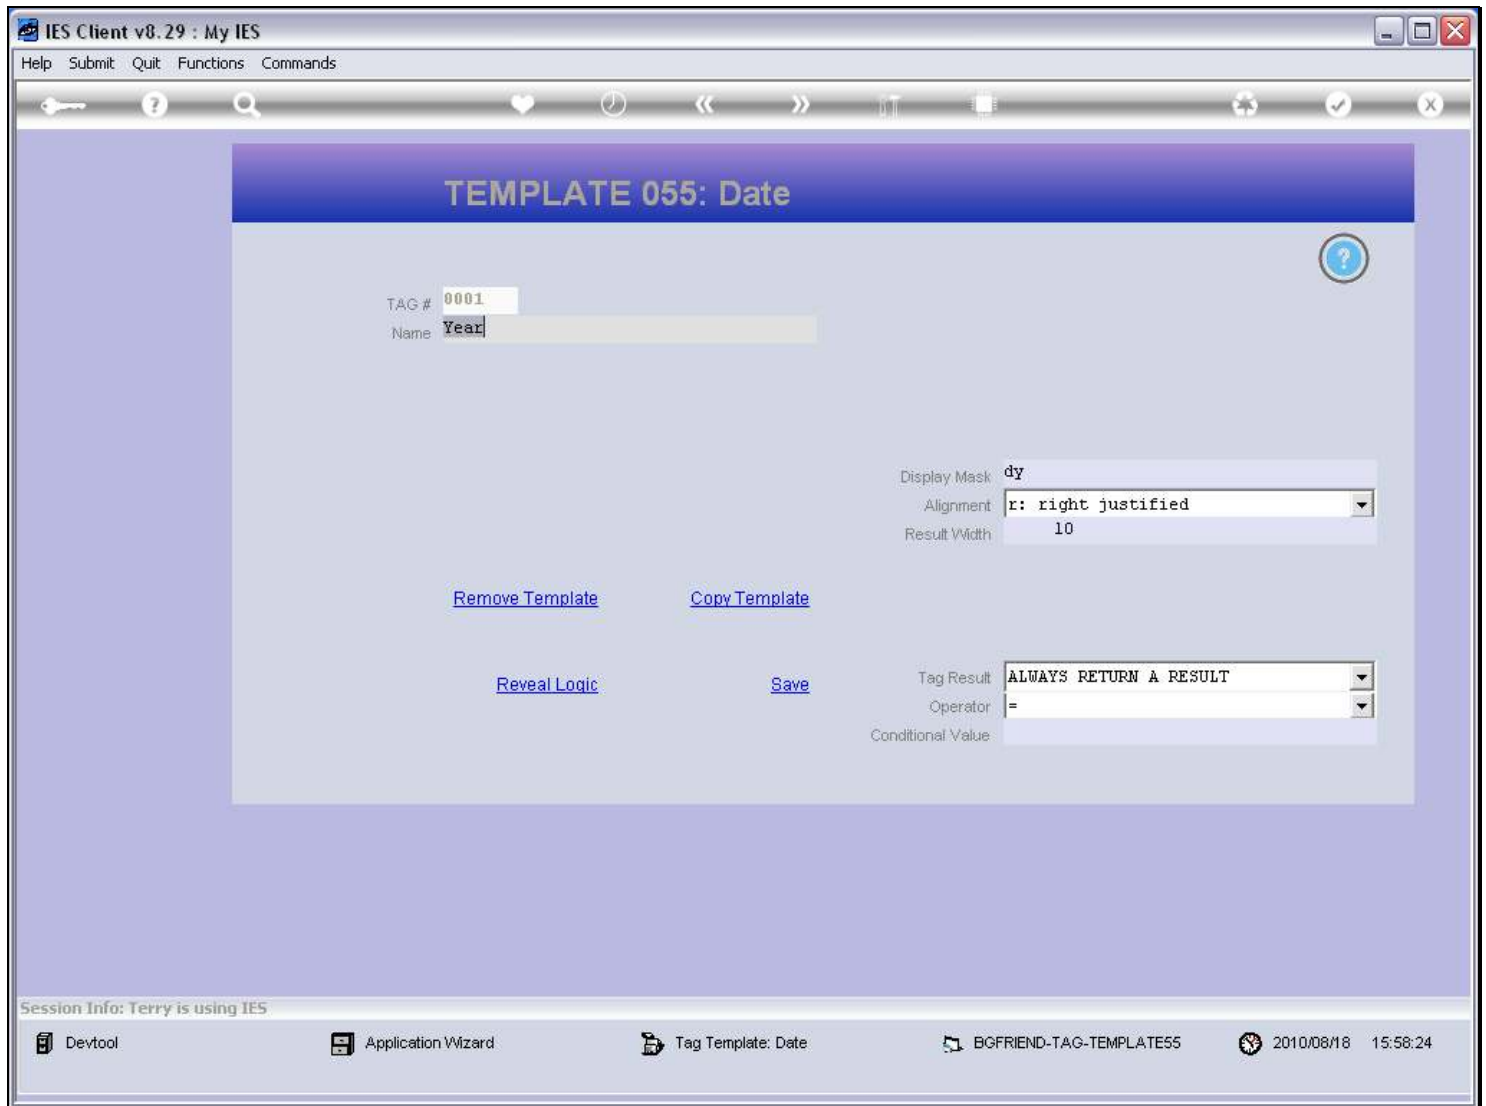 IES Client v8.29 : My IES
Help Submit Quit Functions Commands
TEMPLATE 055: Date
?
TAG # 0001
Name Year
Display Mask dy
Alignment r: right justified
Result Width 10
Remove Template Copy Template
Reveal Logic Save
Tag Result ALWAYS RETURN A RESULT
Operator =
Conditional Value
Session Info: Terry is using IES
Devtool Application Wizard Tag Template: Date BGFRIEND-TAG-TEMPLATE55 2010/08/18 15:58:24